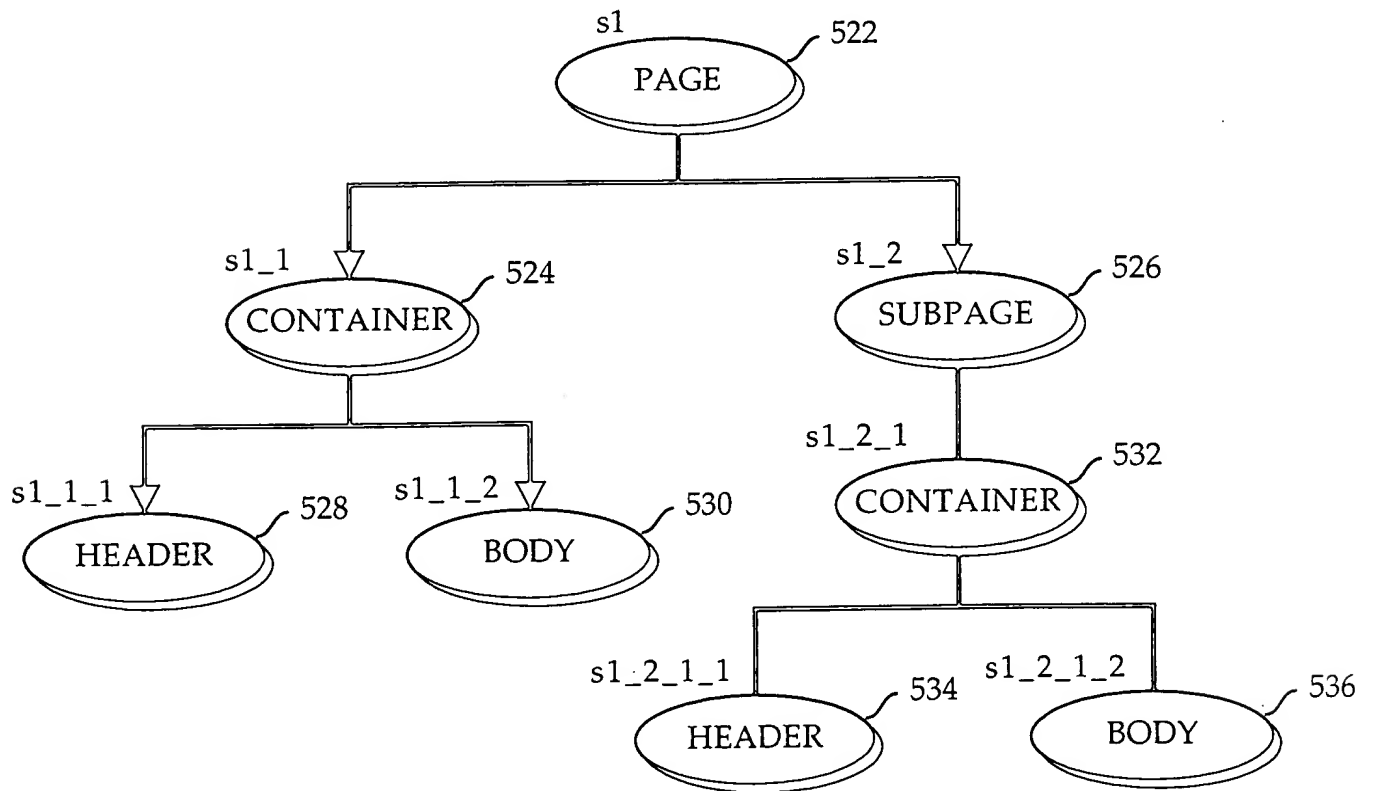 s1
522
PAGE
s1_1
524
CONTAINER
s1_2
526
SUBPAGE
s1_1_1
528
HEADER
s1_1_2
530
BODY
s1_2_1
532
CONTAINER
s1_2_1_1
534
HEADER
s1_2_1_2
536
BODY